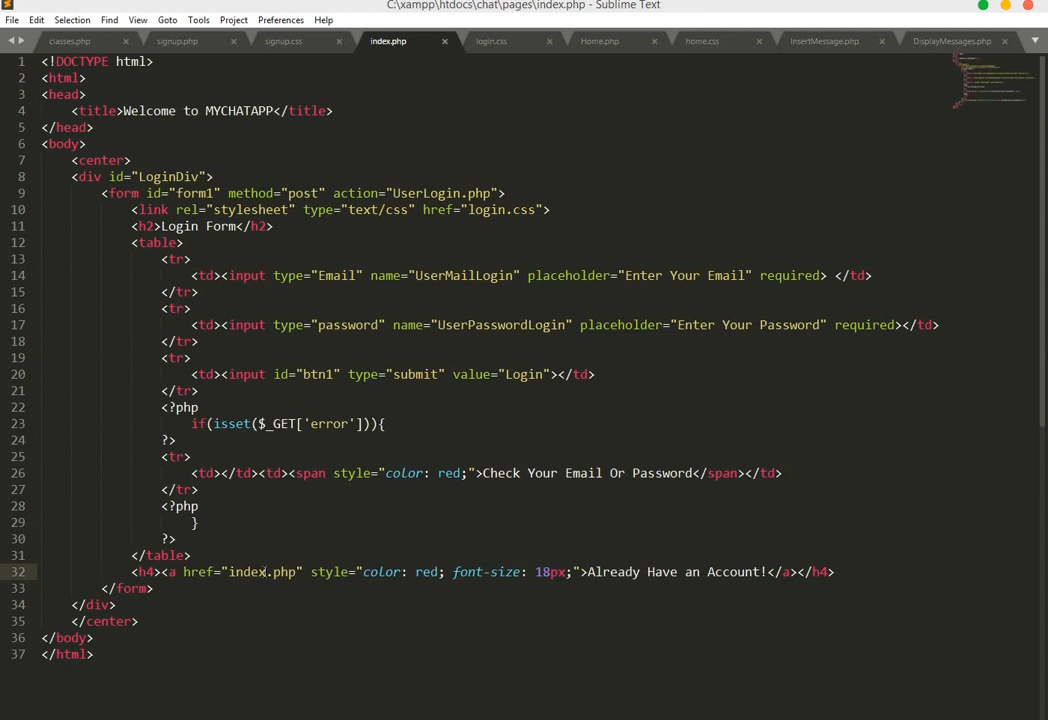 C:\xampp\htdocs\chat\pages\index.php - Sublime Text
File Edit Selection Find View Goto Tools Project Preferences Help
classes.php × signup.php × signup.css × index.php × login.css × Home.php × home.css × InsertMessage.php × DisplayMessages.php ×
1 <!DOCTYPE html>
2 <html>
3 <head>
4 <title>Welcome to MYCHATAPP</title>
5 </head>
6 <body>
7 <center>
8 <div id="LoginDiv">
9 <form id="form1" method="post" action="UserLogin.php">
10 <link rel="stylesheet" type="text/css" href="login.css">
11 <h2>Login Form</h2>
12 <table>
13 <tr>
14 <td><input type="Email" name="UserMailLogin" placeholder="Enter Your Email" required> </td>
15 </tr>
16 <tr>
17 <td><input type="password" name="UserPasswordLogin" placeholder="Enter Your Password" required></td>
18 </tr>
19 <tr>
20 <td><input id="btn1" type="submit" value="Login"></td>
21 </tr>
22 <?php
23 if(isset($_GET['error'])){
24 ?>
25 <tr>
26 <td></td><td><span style="color: red;">Check Your Email Or Password</span></td>
27 </tr>
28 <?php
29 }
30 ?>
31 </table>
32 <h4><a href="index.php" style="color: red; font-size: 18px;">Already Have an Account!</a></h4>
33 </form>
34 </div>
35 </center>
36 </body>
37 </html>